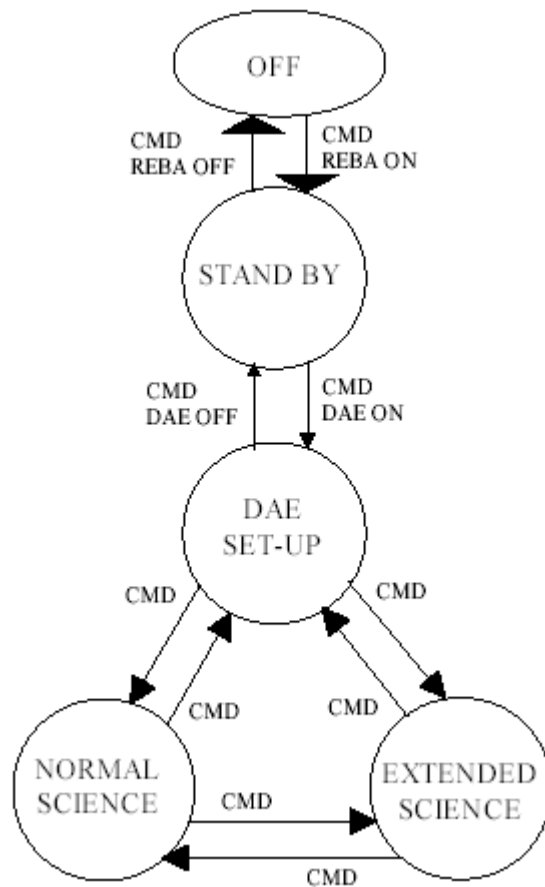 OFF
CMD
REBA OFF
CMD
REBA ON
STAND BY
CMD
DAE OFF
CMD
DAE ON
DAE
SET-UP
CMD
CMD
CMD
CMD
NORMAL
SCIENCE
EXTENDED
SCIENCE
CMD
CMD